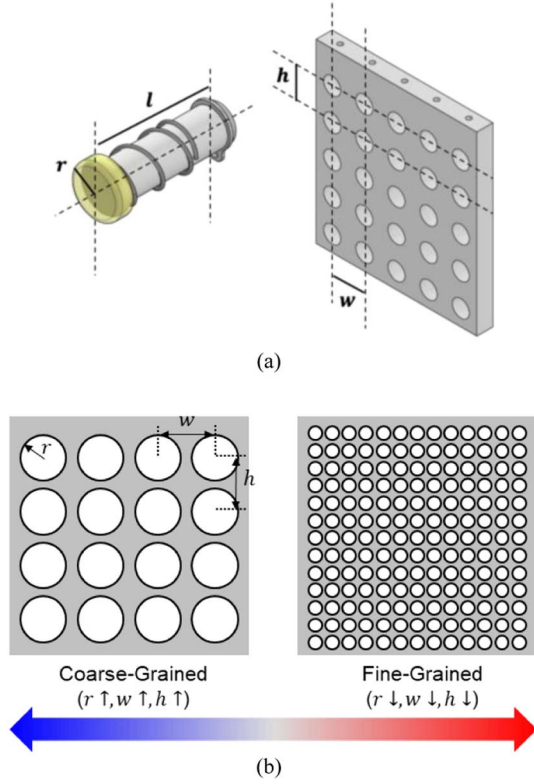 h
l
r
w
(a)
w
r
h
Coarse-Grained
(r ↑, w ↑, h ↑)
Fine-Grained
(r ↓, w ↓, h ↓)
(b)